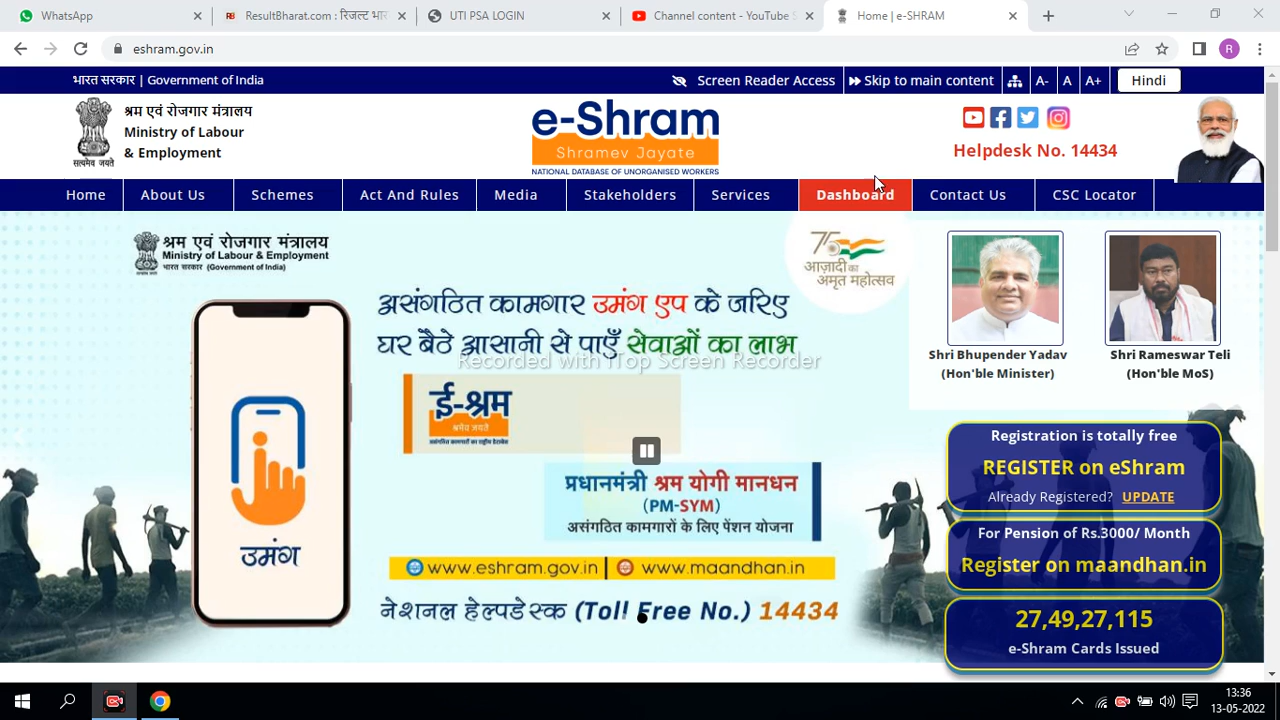 WhatsApp
ResultBharat.com : रिजल्ट भार
UTI PSA LOGIN
Channel content - YouTube S
Home | e-SHRAM
eshram.gov.in
R
भारत सरकार | Government of India
Screen Reader Access
Skip to main content
A-
A
A+
Hindi
श्रम एवं रोजगार मंत्रालय
Ministry of Labour
& Employment
सत्यमेव जयते
e-Shram
Shramev Jayate
NATIONAL DATABASE OF UNORGANISED WORKERS
Helpdesk No. 14434
Home
About Us
Schemes
Act And Rules
Media
Stakeholders
Services
Dashboard
Contact Us
CSC Locator
श्रम एवं रोजगार मंत्रालय
Ministry of Labour & Employment
भारत सरकार (Government of India)
75
आज़ादी का
अमृत महोत्सव
असंगठित कामगार उमंग एप के जरिए
घर बैठे आसानी से पाएँ सेवाओं का लाभ
Recorded with iTop Screen Recorder
ई-श्रम
श्रमेव जयते
असंगठित कामगारों का राष्ट्रीय डेटाबेस
प्रधानमंत्री श्रम योगी मानधन
(PM-SYM)
असंगठित कामगारों के लिए पेंशन योजना
उमंग
www.eshram.gov.in | www.maandhan.in
नेशनल हेल्पडेस्क (Toll Free No.) 14434
Shri Bhupender Yadav
(Hon'ble Minister)
Shri Rameswar Teli
(Hon'ble MoS)
Registration is totally free
REGISTER on eShram
Already Registered? UPDATE
For Pension of Rs.3000/ Month
Register on maandhan.in
27,49,27,115
e-Shram Cards Issued
13:36
13-05-2022